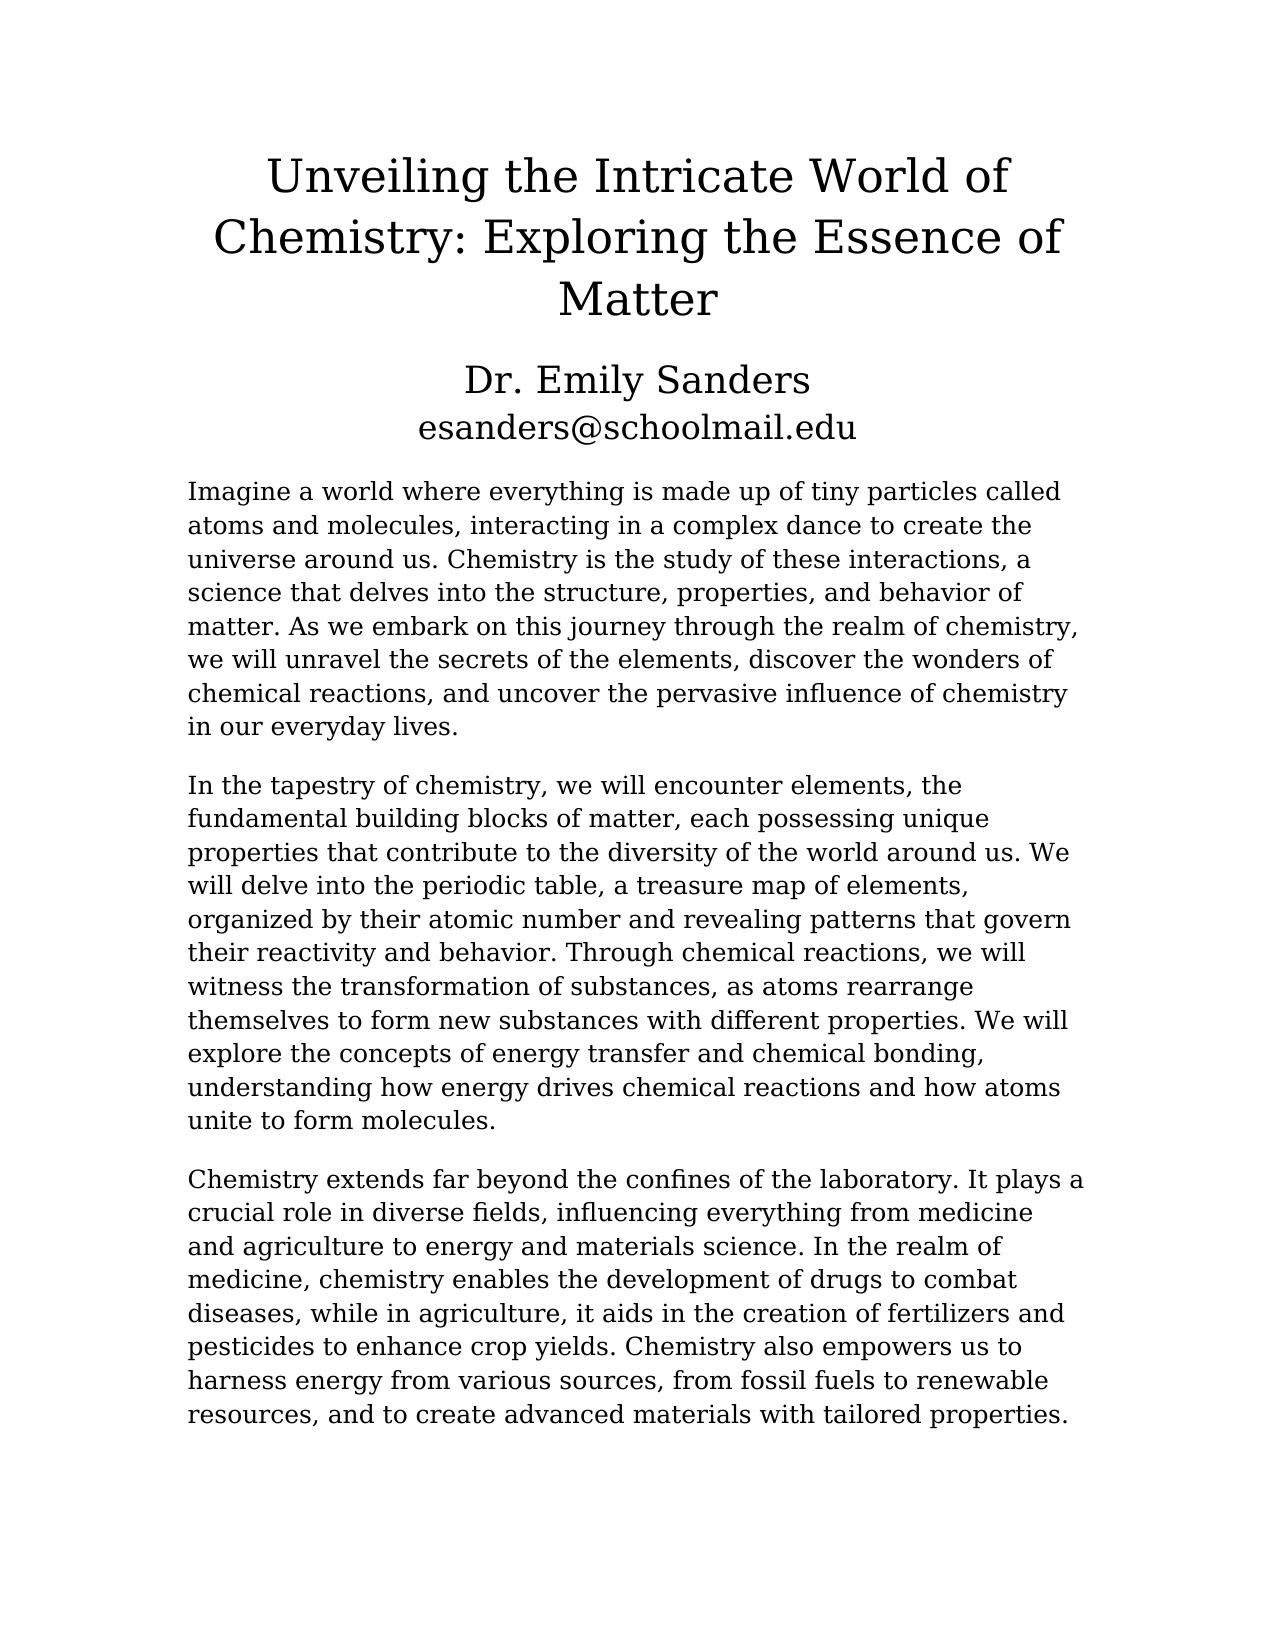 Unveiling the Intricate World of
Chemistry: Exploring the Essence of
Matter
Dr. Emily Sanders
esanders@schoolmail.edu
Imagine a world where everything is made up of tiny particles called
atoms and molecules, interacting in a complex dance to create the
universe around us. Chemistry is the study of these interactions, a
science that delves into the structure, properties, and behavior of
matter. As we embark on this journey through the realm of chemistry,
we will unravel the secrets of the elements, discover the wonders of
chemical reactions, and uncover the pervasive influence of chemistry
in our everyday lives.
In the tapestry of chemistry, we will encounter elements, the
fundamental building blocks of matter, each possessing unique
properties that contribute to the diversity of the world around us. We
will delve into the periodic table, a treasure map of elements,
organized by their atomic number and revealing patterns that govern
their reactivity and behavior. Through chemical reactions, we will
witness the transformation of substances, as atoms rearrange
themselves to form new substances with different properties. We will
explore the concepts of energy transfer and chemical bonding,
understanding how energy drives chemical reactions and how atoms
unite to form molecules.
Chemistry extends far beyond the confines of the laboratory. It plays a
crucial role in diverse fields, influencing everything from medicine
and agriculture to energy and materials science. In the realm of
medicine, chemistry enables the development of drugs to combat
diseases, while in agriculture, it aids in the creation of fertilizers and
pesticides to enhance crop yields. Chemistry also empowers us to
harness energy from various sources, from fossil fuels to renewable
resources, and to create advanced materials with tailored properties.